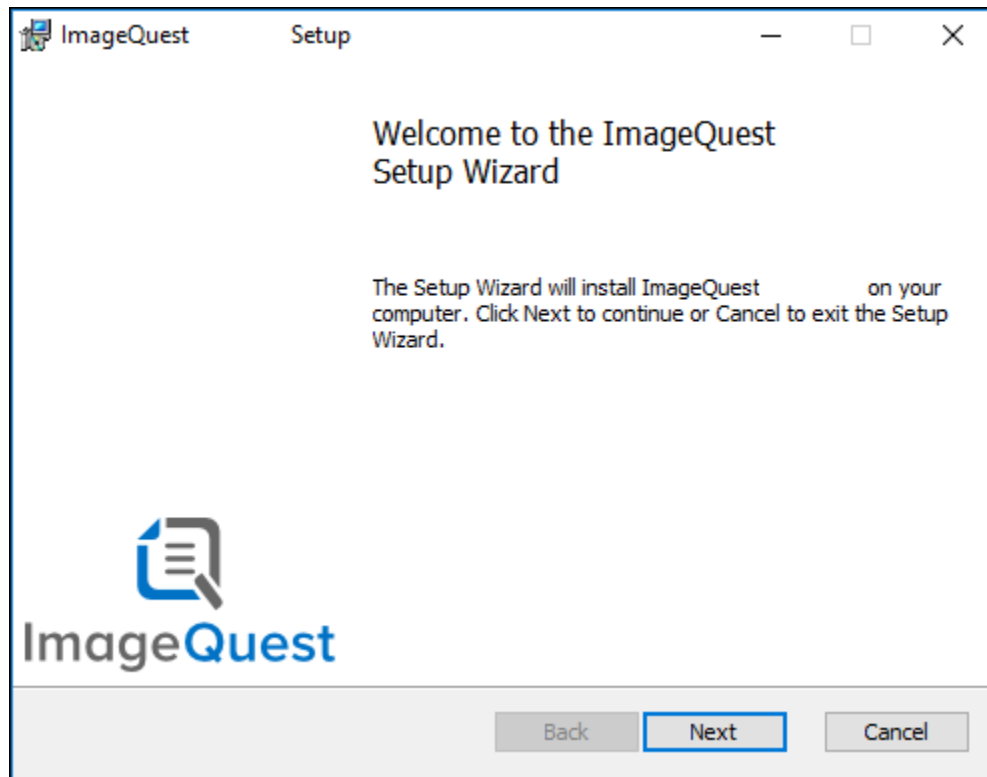 ImageQuest Setup
Welcome to the ImageQuest
Setup Wizard
The Setup Wizard will install ImageQuest on your
computer. Click Next to continue or Cancel to exit the Setup
Wizard.
ImageQuest
Back Next Cancel